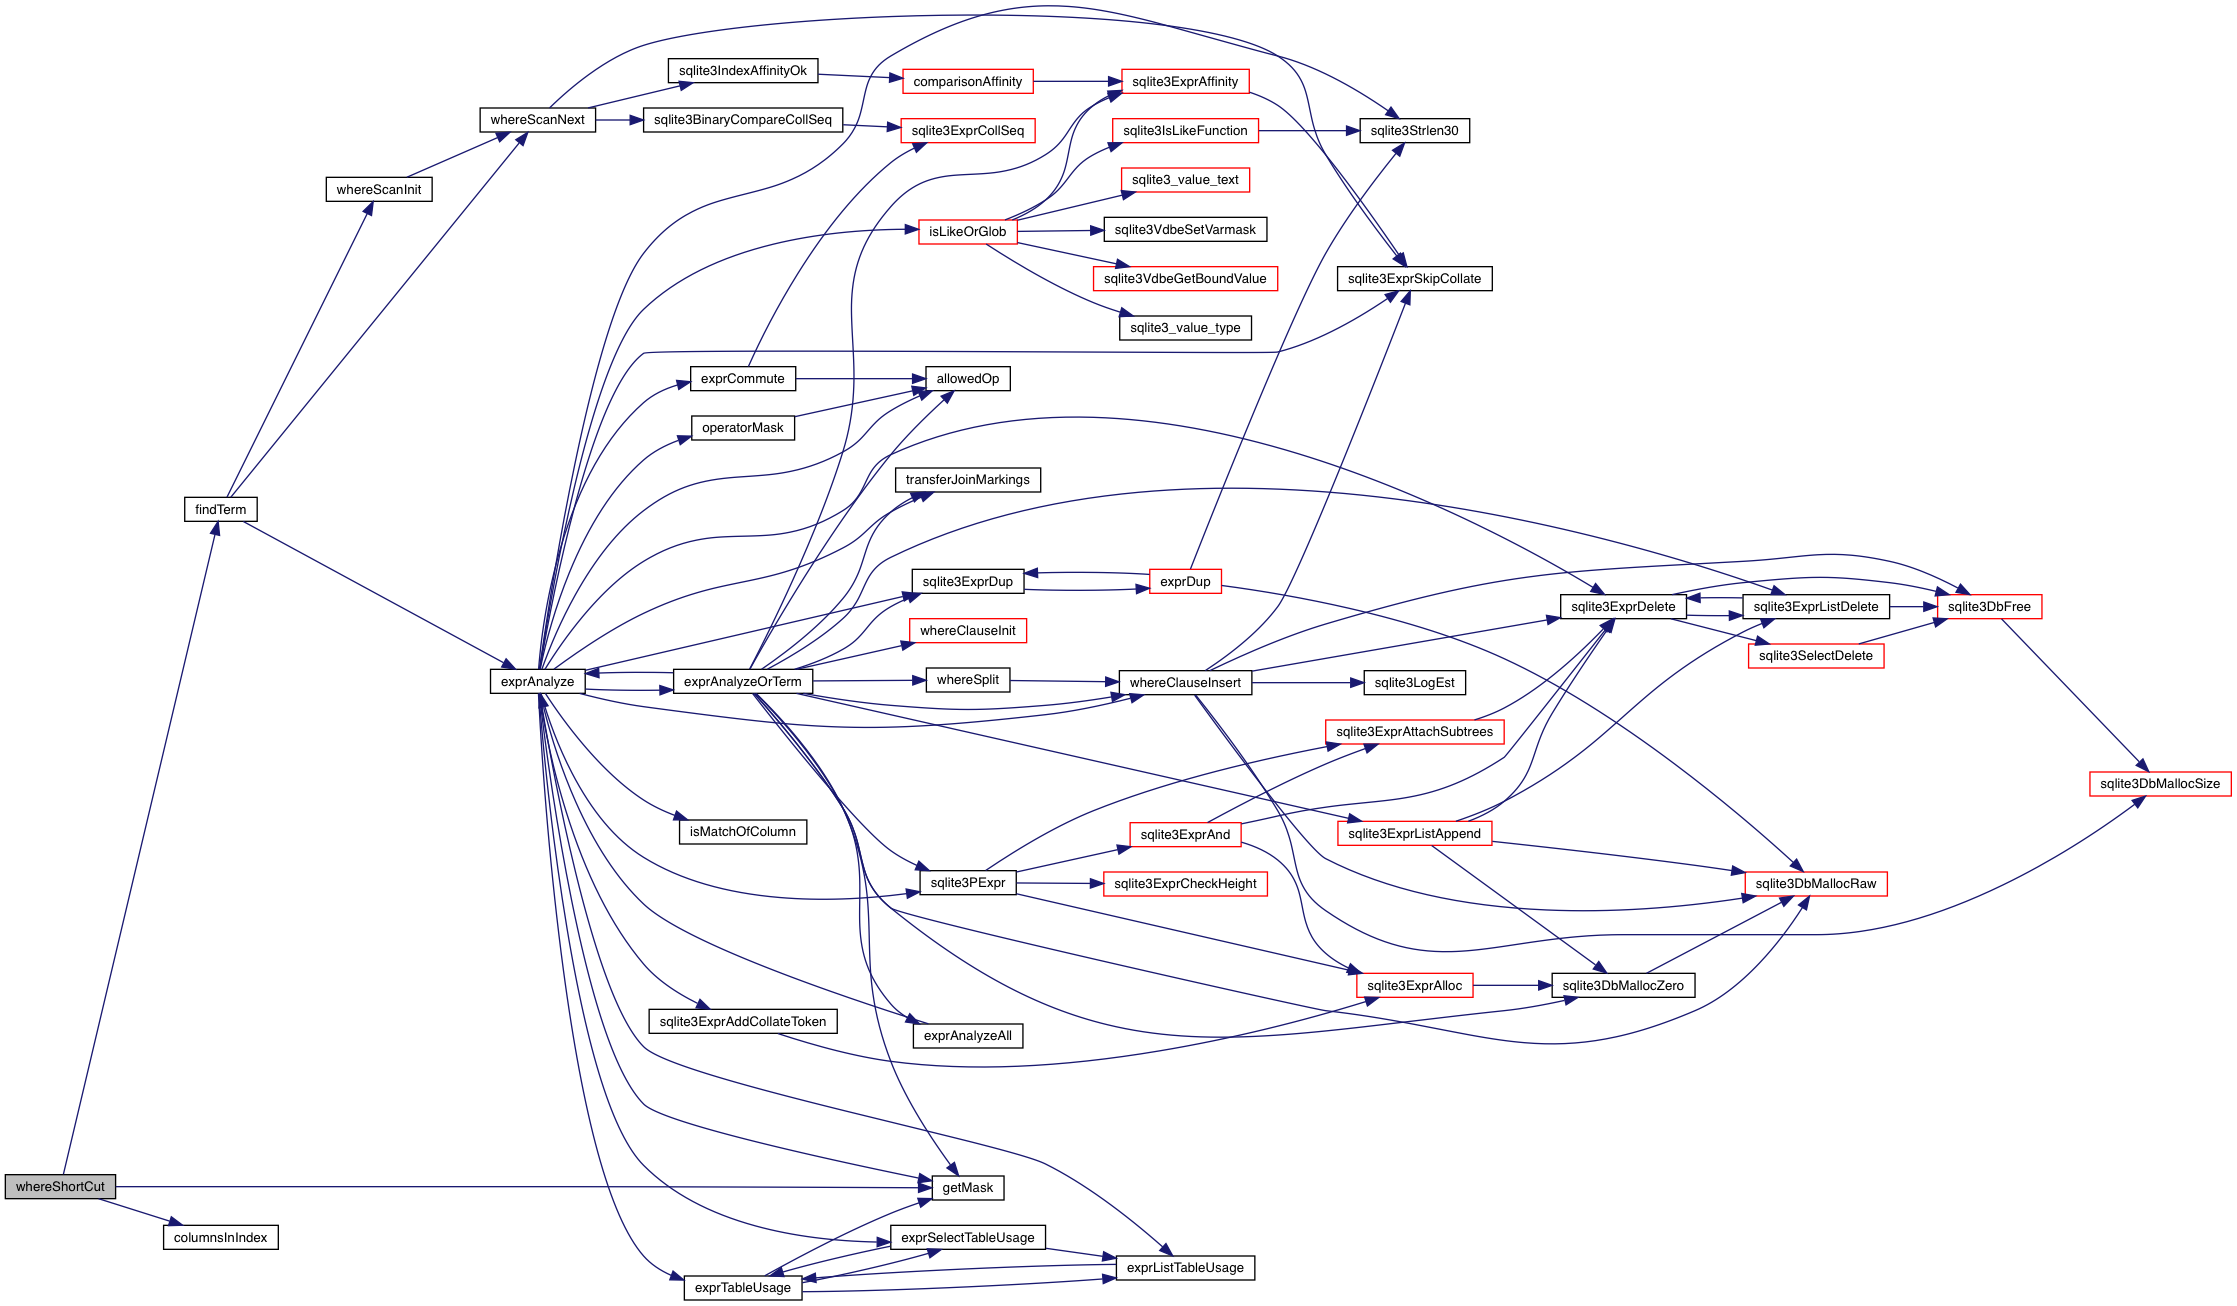 sqlite3IndexAffinityOk
comparisonAffinity
sqlite3ExprAffinity
whereScanNext
sqlite3BinaryCompareCollSeq
sqlite3ExprCollSeq
sqlite3IsLikeFunction
sqlite3Strlen30
whereScanInit
sqlite3_value_text
isLikeOrGlob
sqlite3VdbeSetVarmask
sqlite3VdbeGetBoundValue
sqlite3ExprSkipCollate
sqlite3_value_type
exprCommute
allowedOp
operatorMask
transferJoinMarkings
findTerm
sqlite3ExprDup
exprDup
sqlite3ExprDelete
sqlite3ExprListDelete
sqlite3DbFree
whereClauseInit
sqlite3SelectDelete
exprAnalyze
exprAnalyzeOrTerm
whereSplit
whereClauseInsert
sqlite3LogEst
sqlite3ExprAttachSubtrees
sqlite3DbMallocSize
isMatchOfColumn
sqlite3ExprAnd
sqlite3ExprListAppend
sqlite3PExpr
sqlite3ExprCheckHeight
sqlite3DbMallocRaw
sqlite3ExprAlloc
sqlite3DbMallocZero
sqlite3ExprAddCollateToken
exprAnalyzeAll
whereShortCut
getMask
columnsInIndex
exprSelectTableUsage
exprListTableUsage
exprTableUsage